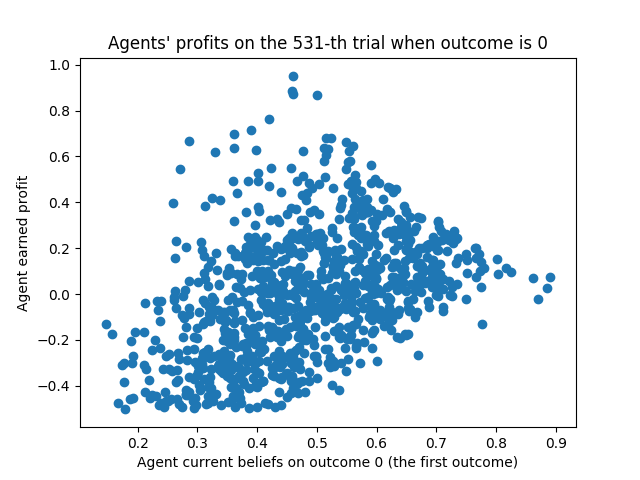 Agents' profits on the 531-th trial when outcome is 0
Agent earned profit
1.0
0.8
0.6
0.4
0.2
0.0
−0.2
−0.4
0.2 0.3 0.4 0.5 0.6 0.7 0.8 0.9
Agent current beliefs on outcome 0 (the first outcome)